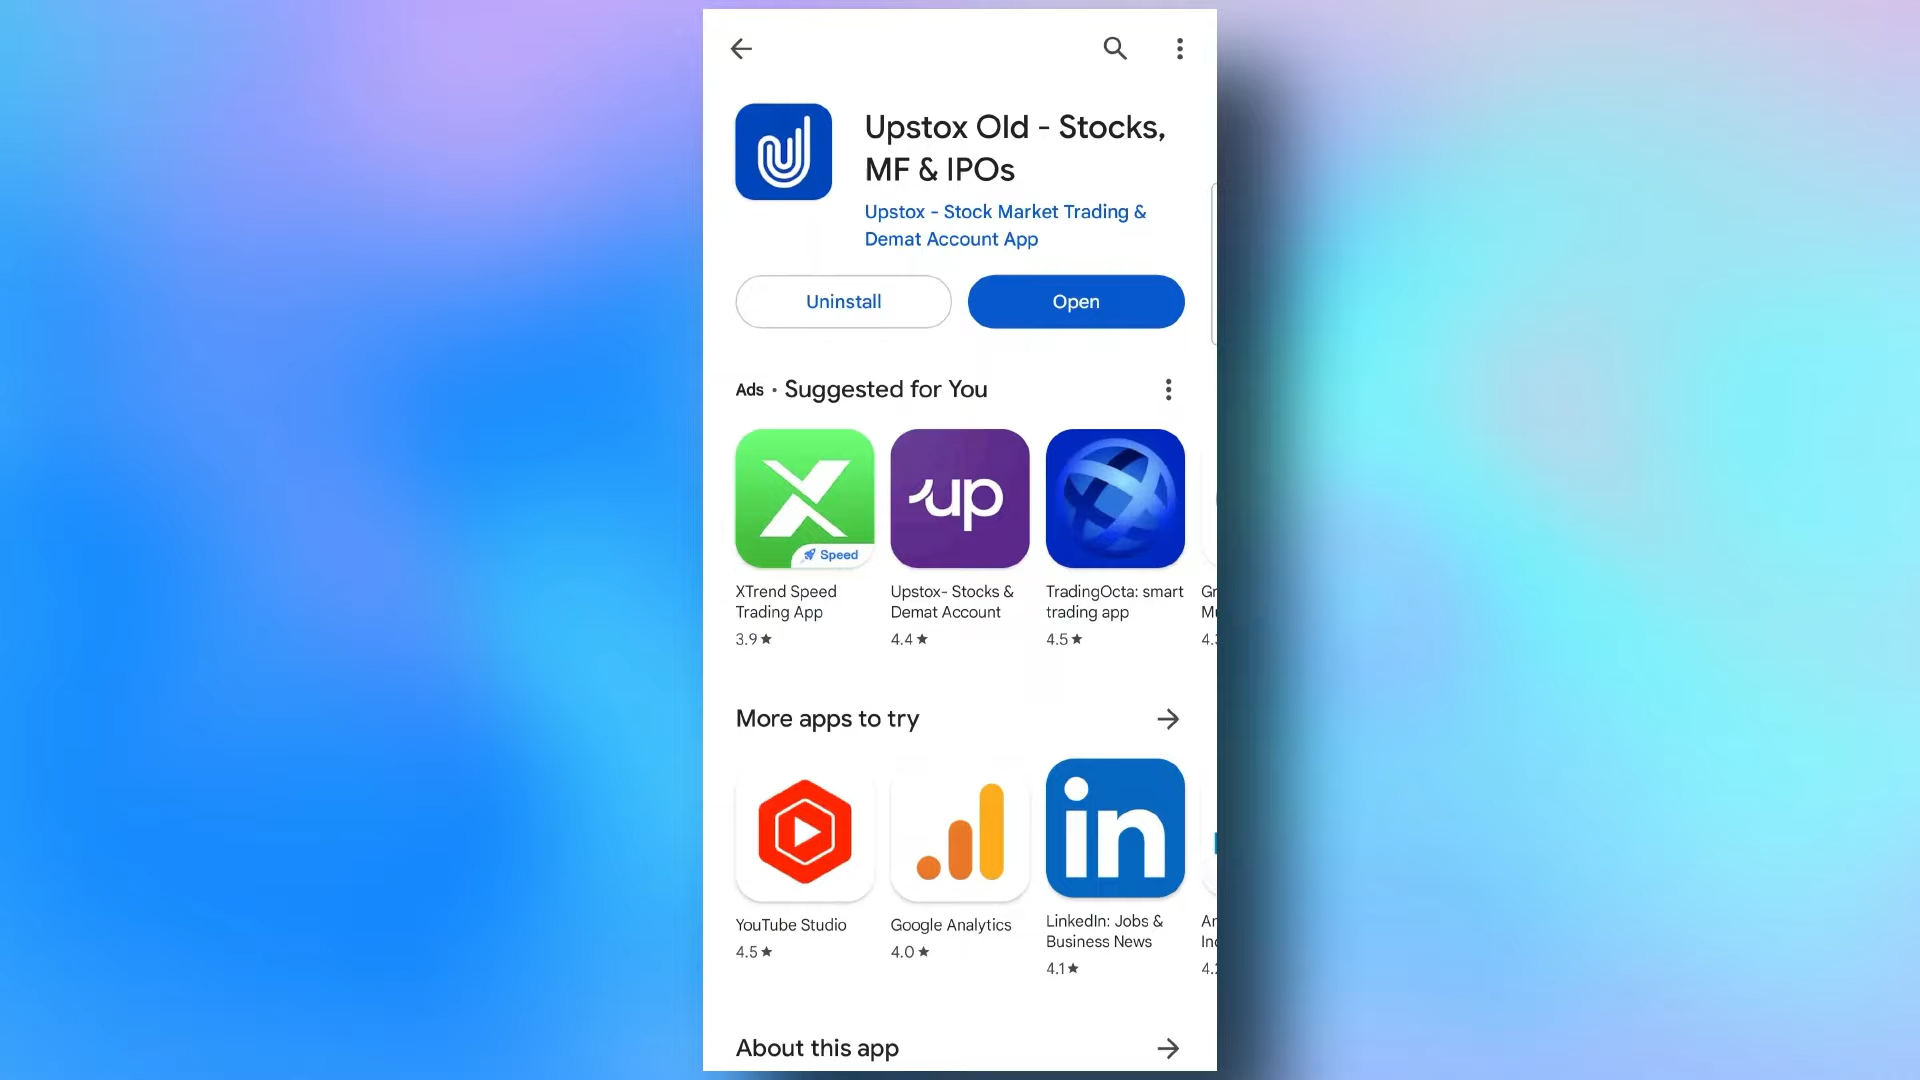 Upstox Old - Stocks,
MF & IPOs
Upstox - Stock Market Trading &
Demat Account App
Uninstall
Open
Ads • Suggested for You
Speed
up
XTrend Speed
Trading App
3.9★
Upstox- Stocks &
Demat Account
4.4★
TradingOcta: smart
trading app
4.5★
More apps to try
in
YouTube Studio
4.5★
Google Analytics
4.0★
LinkedIn: Jobs &
Business News
4.1★
About this app